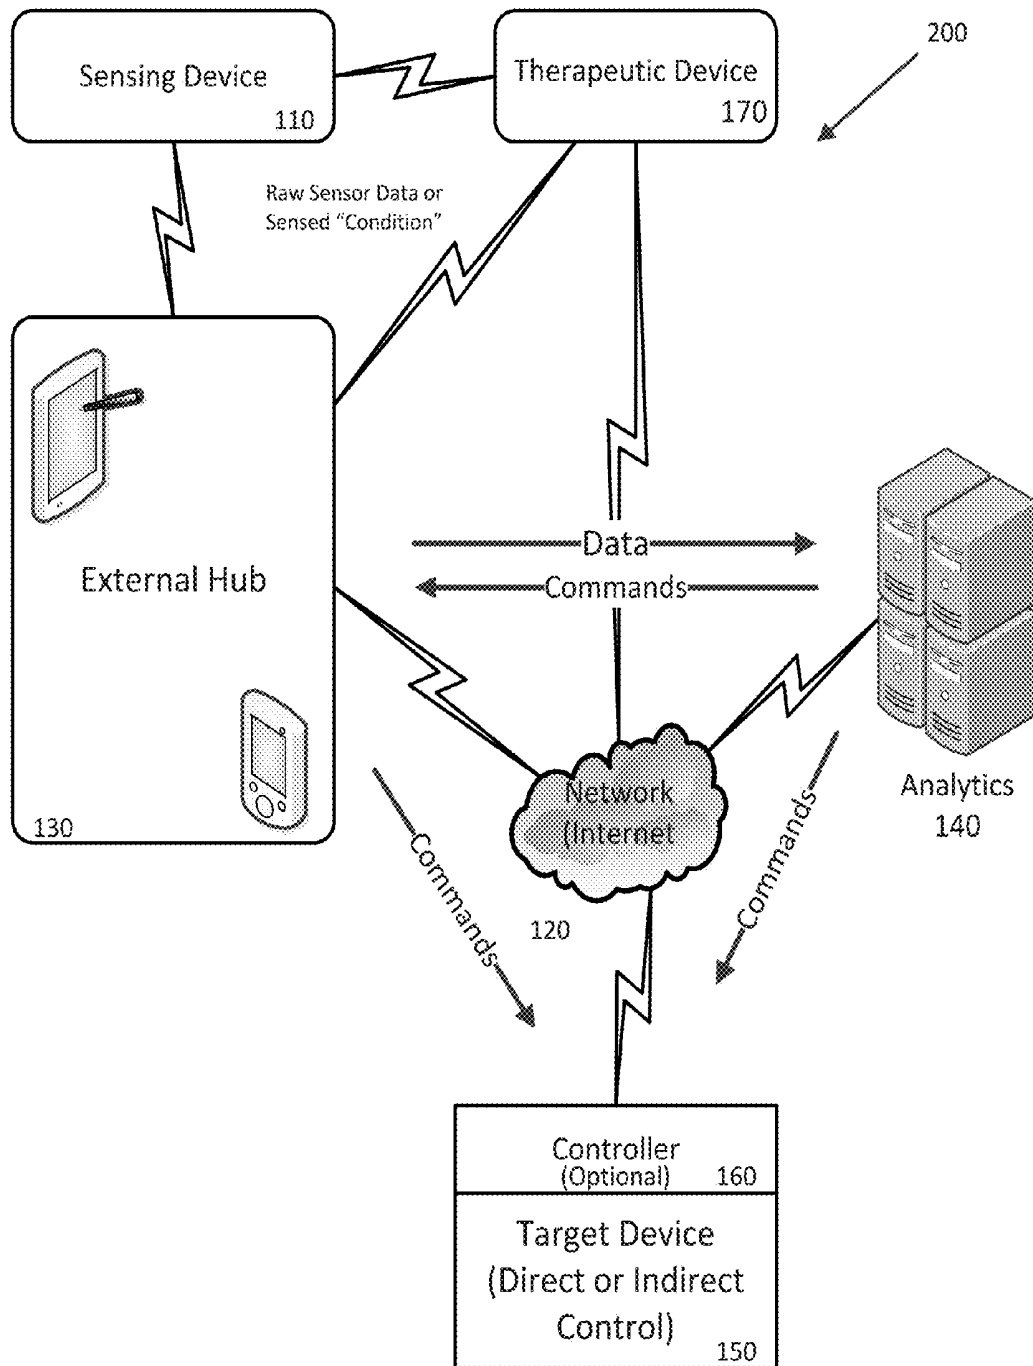 200
Sensing Device
110
Therapeutic Device
170
Raw Sensor Data or
Sensed “Condition”
Data
Commands
External Hub
130
Network
(Internet
120
Analytics
140
Commands
Commands
Controller
(Optional)
160
Target Device
(Direct or Indirect
Control)
150